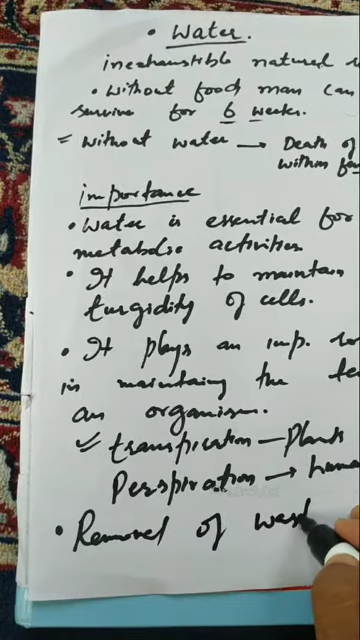 • Water.
inexhaustible natural
• without food man can
survive for 6 weeks.
= without water → Death of
within
importance
• Water is essential for
metabolic activities
• It helps to maintain
turgidity of cells.
• It plays an imp.
in maintaing the
an organism.
✓ transpiration — Plants
Perspiration →
• Removal of